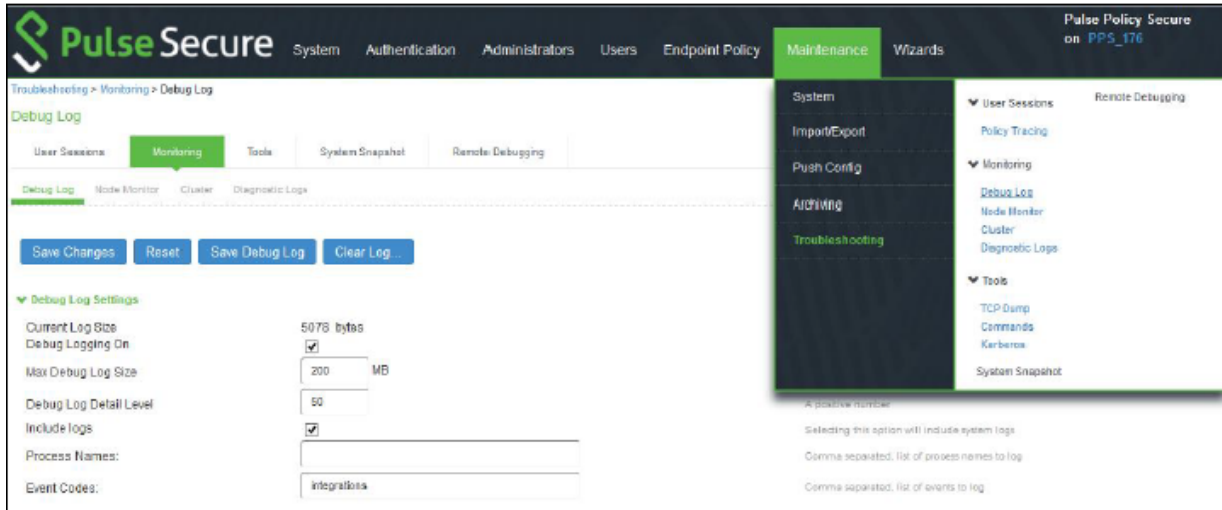 Pulse Secure
System Authentication Administrators Users Endpoint Policy Maintenance Wizards
Pulse Policy Secure
on PPS_176
Troubleshooting > Monitoring > Debug Log
Debug Log
User Sessions Monitoring Tools System Snapshot Remote Debugging
Debug Log Node Monitor Cluster Diagnostic Logs
Save Changes Reset Save Debug Log Clear Log...
Debug Log Settings
Current Log Size 5078 bytes
Debug Logging On
Max Debug Log Size 200 MB
Debug Log Detail Level 50 A positive number
Include logs Selecting this option will include system logs
Process Names: Comma separated, list of process names to log
Event Codes: integrations Comma separated, list of events to log
System
Import/Export
Push Config
Archiving
Troubleshooting
User Sessions
Policy Tracing
Monitoring
Debug Log
Node Monitor
Cluster
Diagnostic Logs
Tools
TCP Dump
Commands
Kerberos
System Snapshot
Remote Debugging